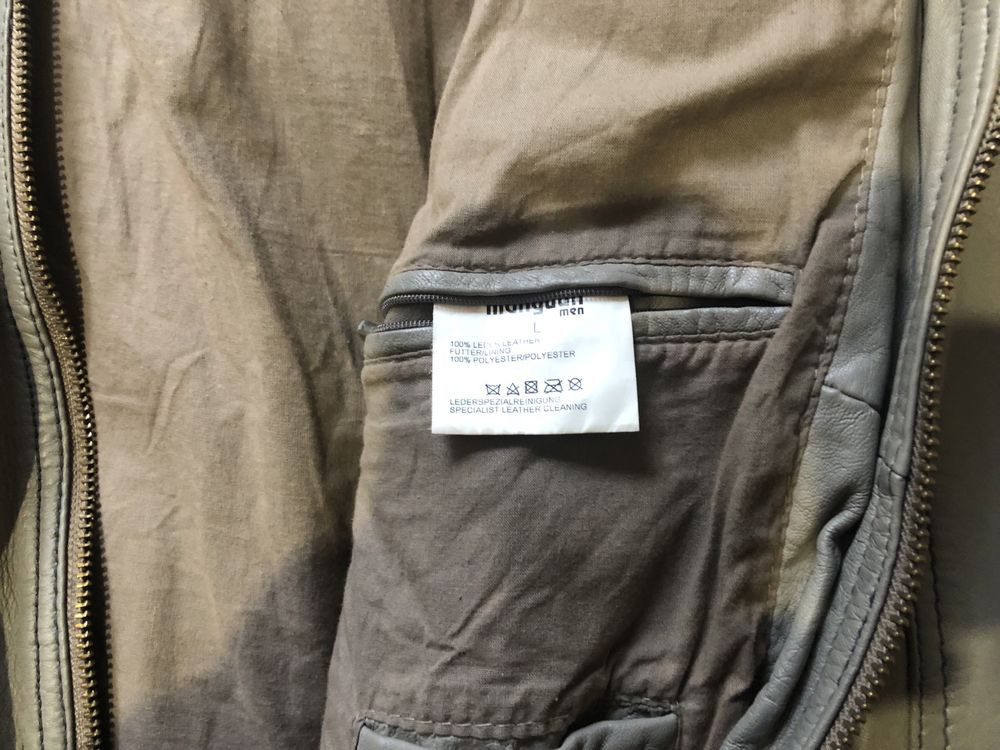 men
L
100% LEDER/LEATHER
FUTTER/LINING
100% POLYESTER/POLYESTER
LEDERSPEZIALREINIGUNG
SPECIALIST LEATHER CLEANING